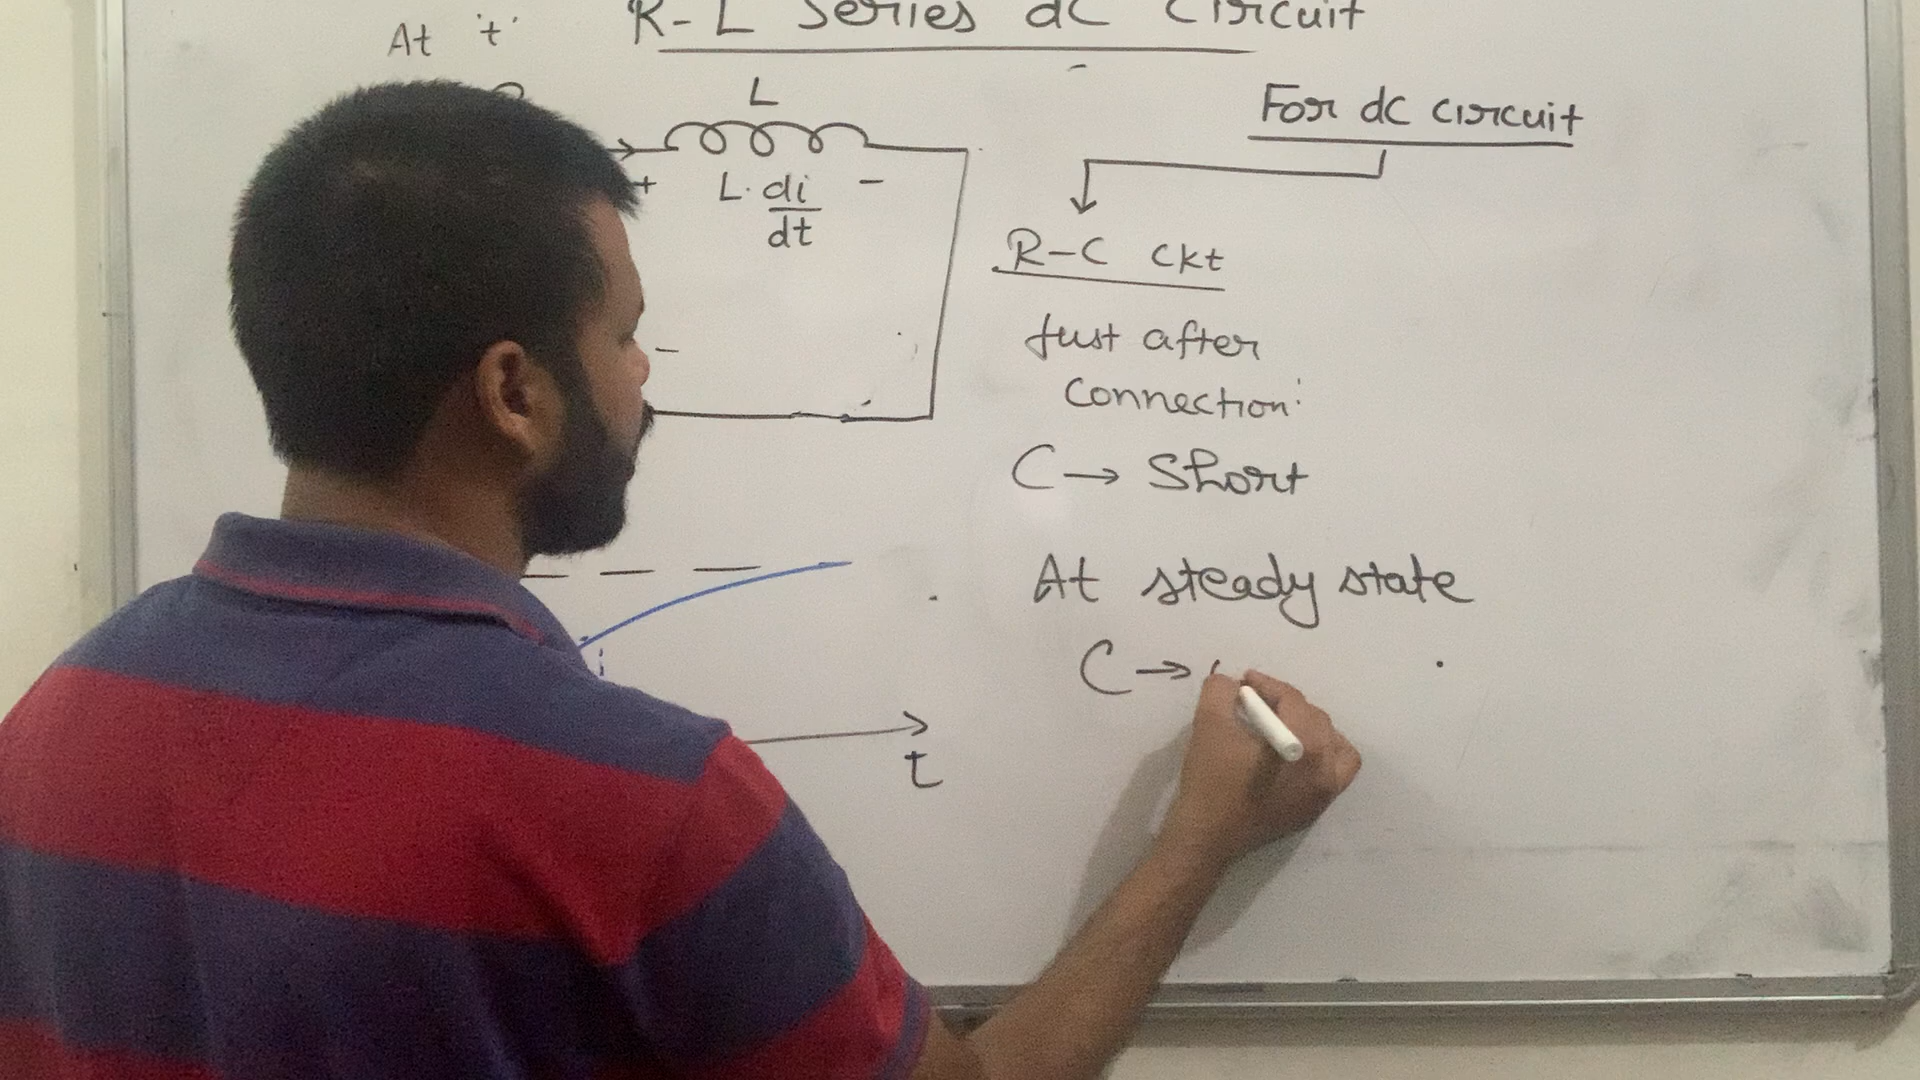 R-L Series dC Circuit
At 't'
L
+ L. di/dt -
-
t
For dC circuit
R-C Ckt
Just after
Connection:
C → Short
At steady state
C →